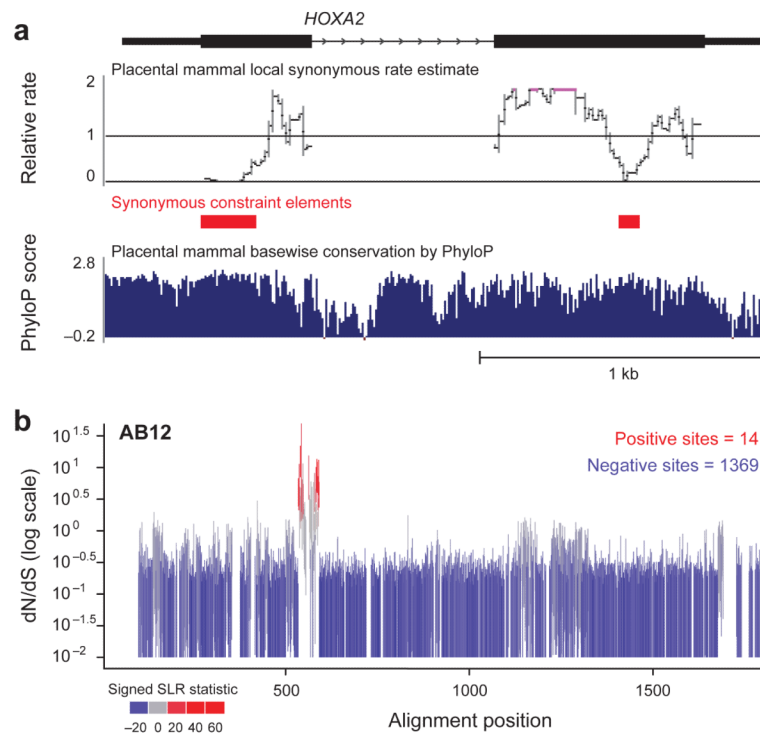 a
HOXA2
Placental mammal local synonymous rate estimate
Relative rate
2
1
0
Synonymous constraint elements
Placental mammal basewise conservation by PhyloP
PhyloP socre
2.8
–0.2
1 kb
b
AB12
Positive sites = 14
Negative sites = 1369
dN/dS (log scale)
10^1.5
10^1
10^0.5
10^0
10^–0.5
10^–1
10^–1.5
10^–2
500 1000 1500
Alignment position
Signed SLR statistic
–20 0 20 40 60